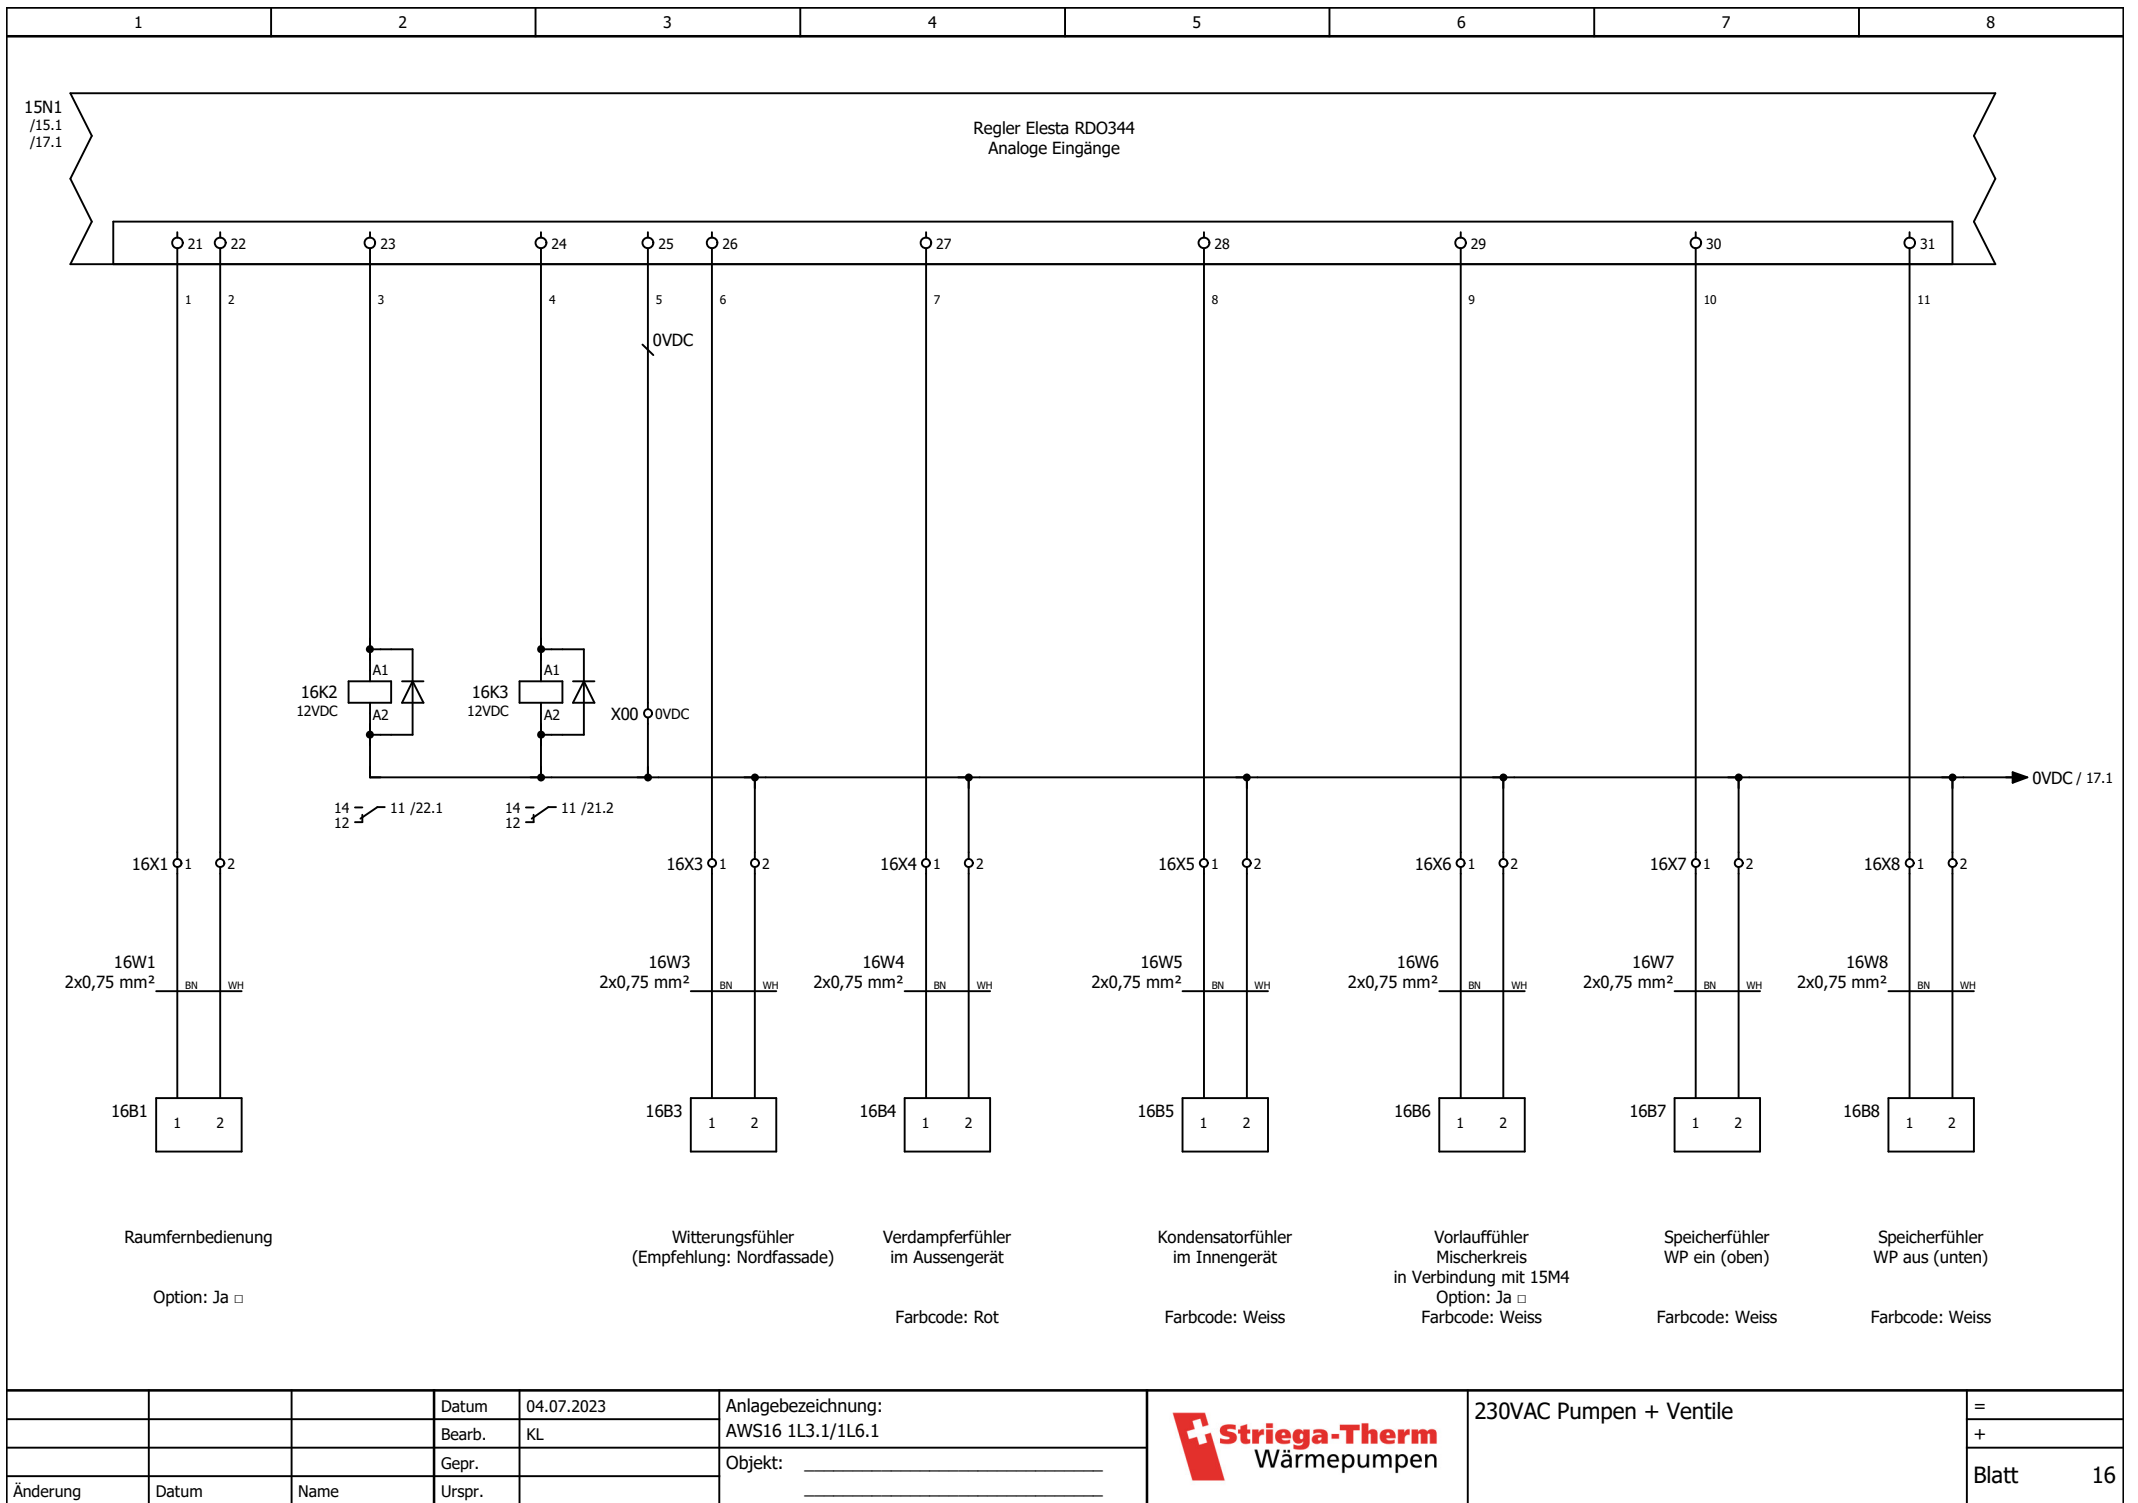 1 2 3 4 5 6 7 8
15N1
/15.1
/17.1
Regler Elesta RDO344
Analoge Eingänge
21 22 23 24 25 26 27 28 29 30 31
1 2 3 4 5 6 7 8 9 10 11
0VDC
16K2
12VDC
A1
A2
16K3
12VDC
A1
A2
X00 0VDC
0VDC / 17.1
14
12
11 /22.1
14
12
11 /21.2
16X1 1 2
16X3 1 2
16X4 1 2
16X5 1 2
16X6 1 2
16X7 1 2
16X8 1 2
16W1
2x0,75 mm² BN WH
16W3
2x0,75 mm² BN WH
16W4
2x0,75 mm² BN WH
16W5
2x0,75 mm² BN WH
16W6
2x0,75 mm² BN WH
16W7
2x0,75 mm² BN WH
16W8
2x0,75 mm² BN WH
16B1 1 2
16B3 1 2
16B4 1 2
16B5 1 2
16B6 1 2
16B7 1 2
16B8 1 2
Raumfernbedienung
Option: Ja □
Witterungsfühler
(Empfehlung: Nordfassade)
Verdampferfühler
im Aussengerät
Farbcode: Rot
Kondensatorfühler
im Innengerät
Farbcode: Weiss
Vorlauffühler
Mischerkreis
in Verbindung mit 15M4
Option: Ja □
Farbcode: Weiss
Speicherfühler
WP ein (oben)
Farbcode: Weiss
Speicherfühler
WP aus (unten)
Farbcode: Weiss
Änderung Datum Name
Datum 04.07.2023
Bearb. KL
Gepr.
Urspr.
Anlagebezeichnung:
AWS16 1L3.1/1L6.1
Objekt:
Striega-Therm
Wärmepumpen
230VAC Pumpen + Ventile
=
+
Blatt 16